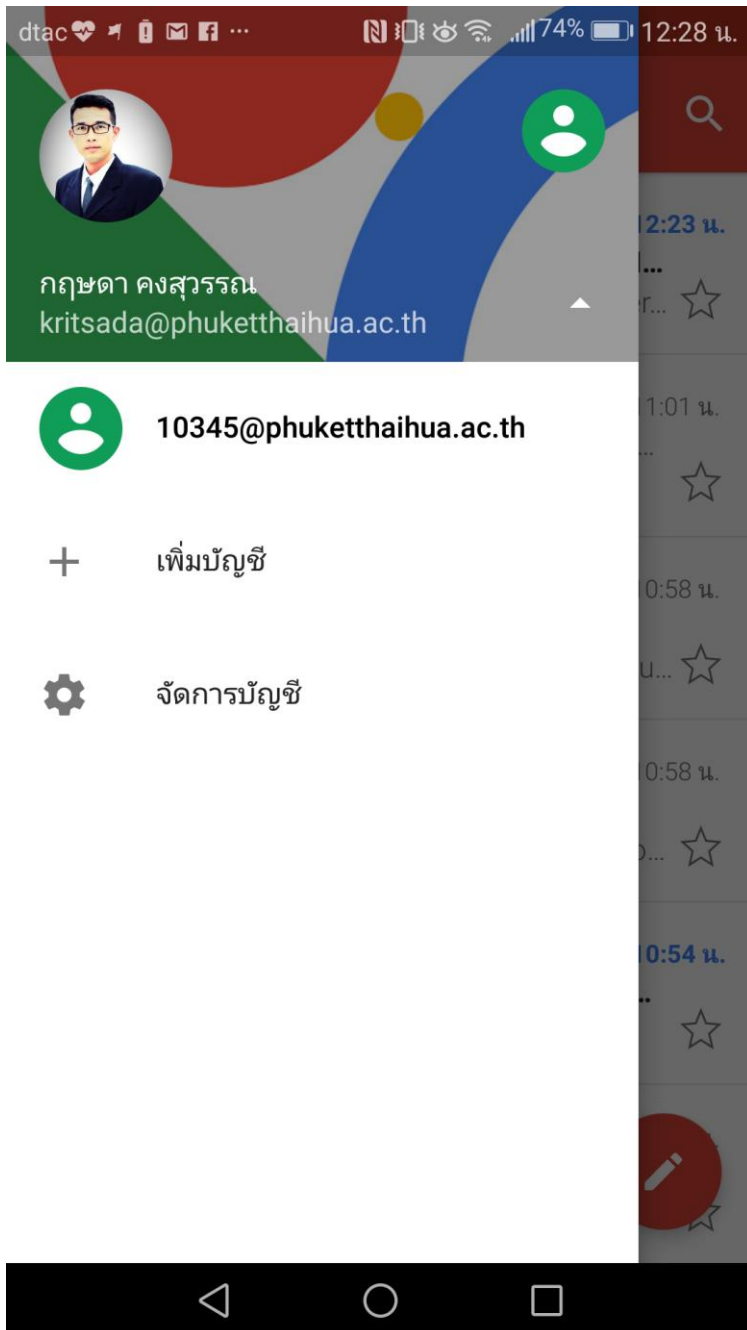 dtac
74%
12:28 น.
กฤษดา คงสุวรรณ
kritsada@phuketthaihua.ac.th
10345@phuketthaihua.ac.th
เพิ่มบัญชี
จัดการบัญชี
12:23 น.
r...
11:01 น.
...
10:58 น.
u...
10:58 น.
10:54 น.